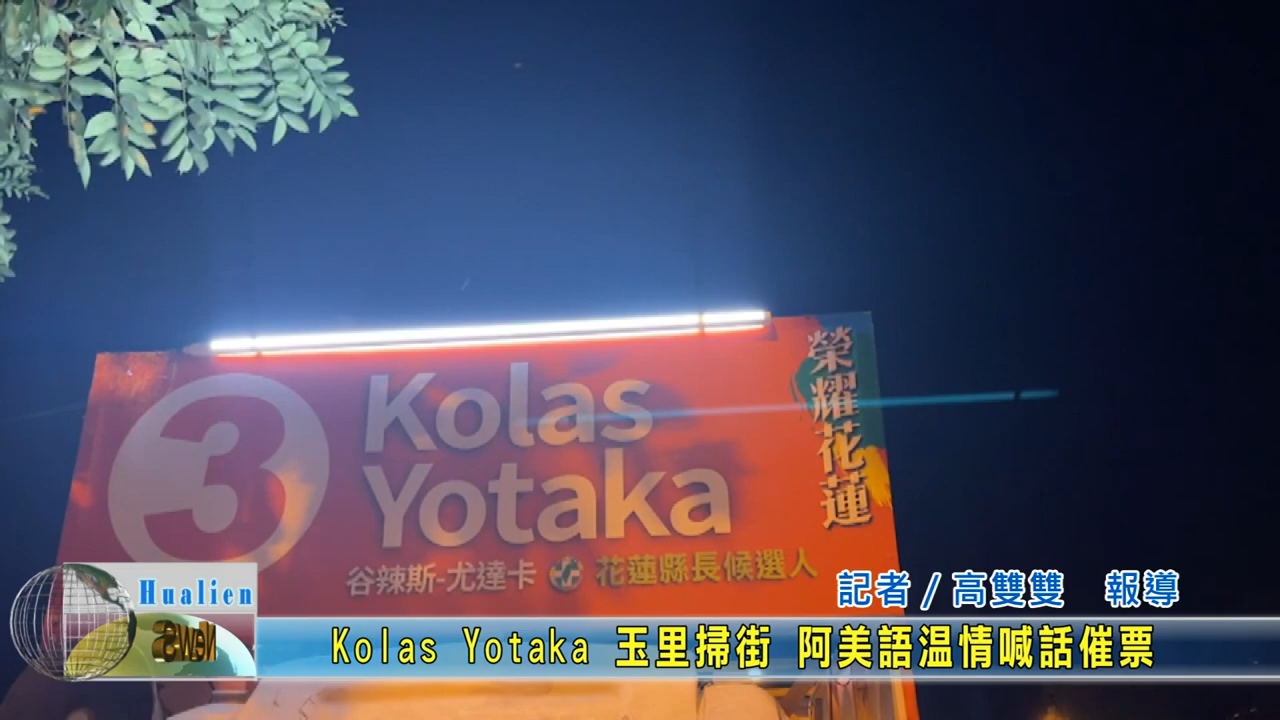 3
Kolas
Yotaka
榮耀花蓮
谷辣斯-尤達卡 花蓮縣長候選人
Hualien
News
記者/高雙雙 報導
Kolas Yotaka 玉里掃街 阿美語温情喊話催票